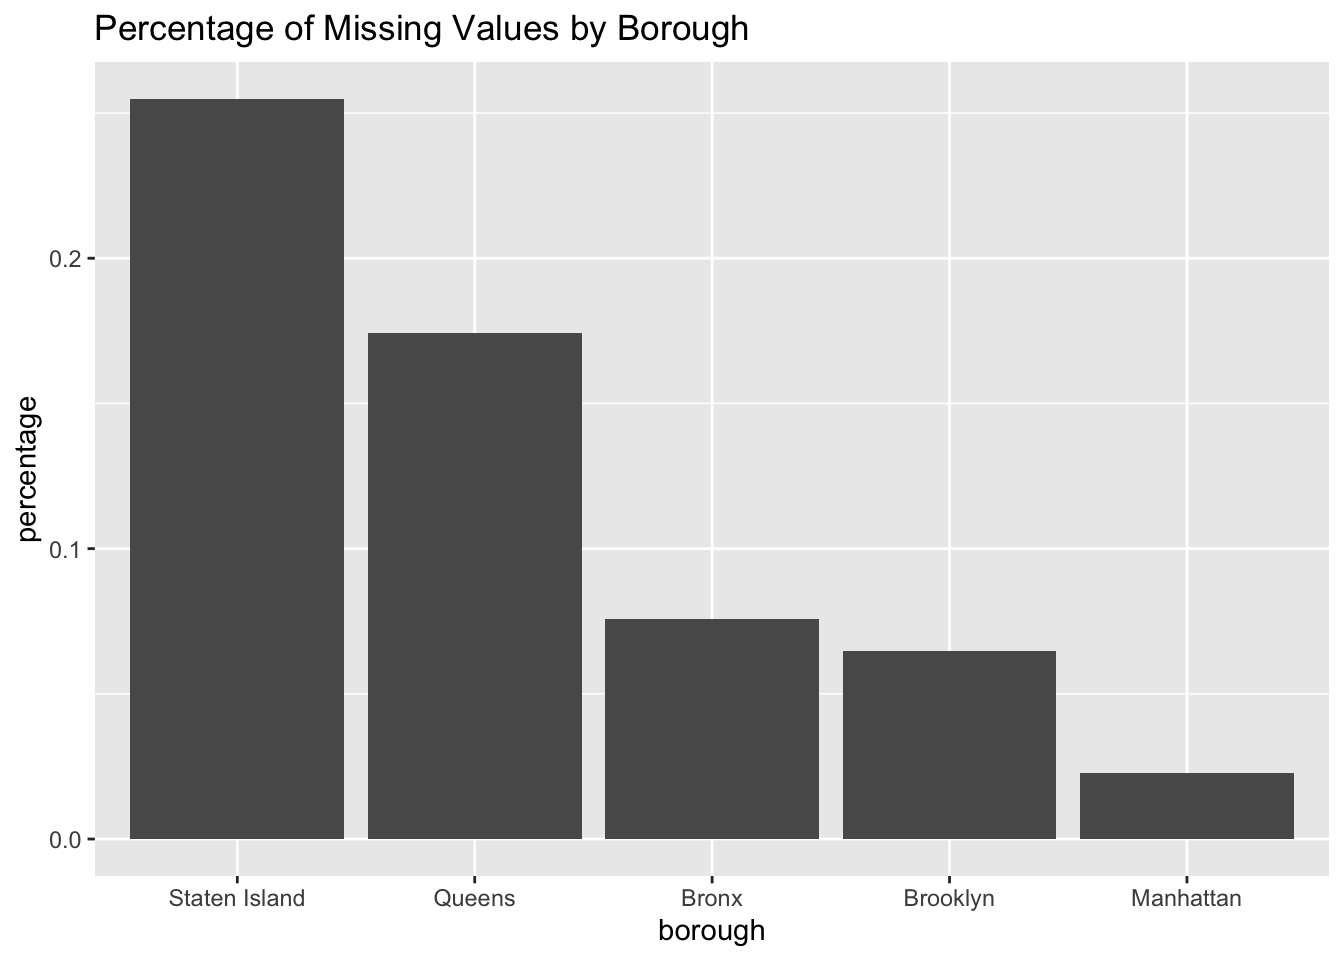 Percentage of Missing Values by Borough
percentage
0.2
0.1
0.0
Staten Island Queens Bronx Brooklyn Manhattan
borough